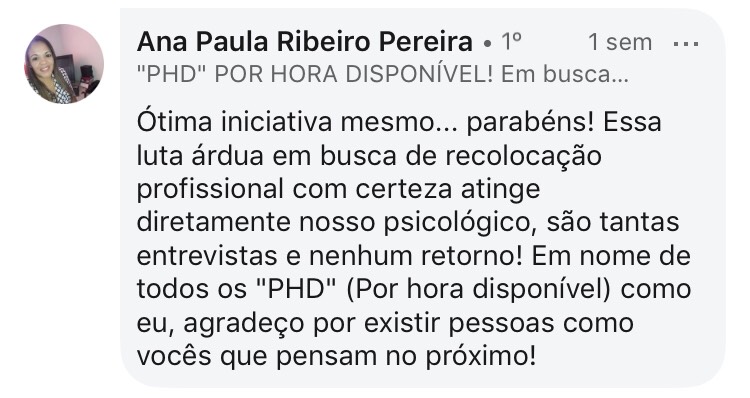 Ana Paula Ribeiro Pereira • 1º 1 sem ...
"PHD" POR HORA DISPONÍVEL! Em busca...
Ótima iniciativa mesmo... parabéns! Essa
luta árdua em busca de recolocação
profissional com certeza atinge
diretamente nosso psicológico, são tantas
entrevistas e nenhum retorno! Em nome de
todos os "PHD" (Por hora disponível) como
eu, agradeço por existir pessoas como
vocês que pensam no próximo!